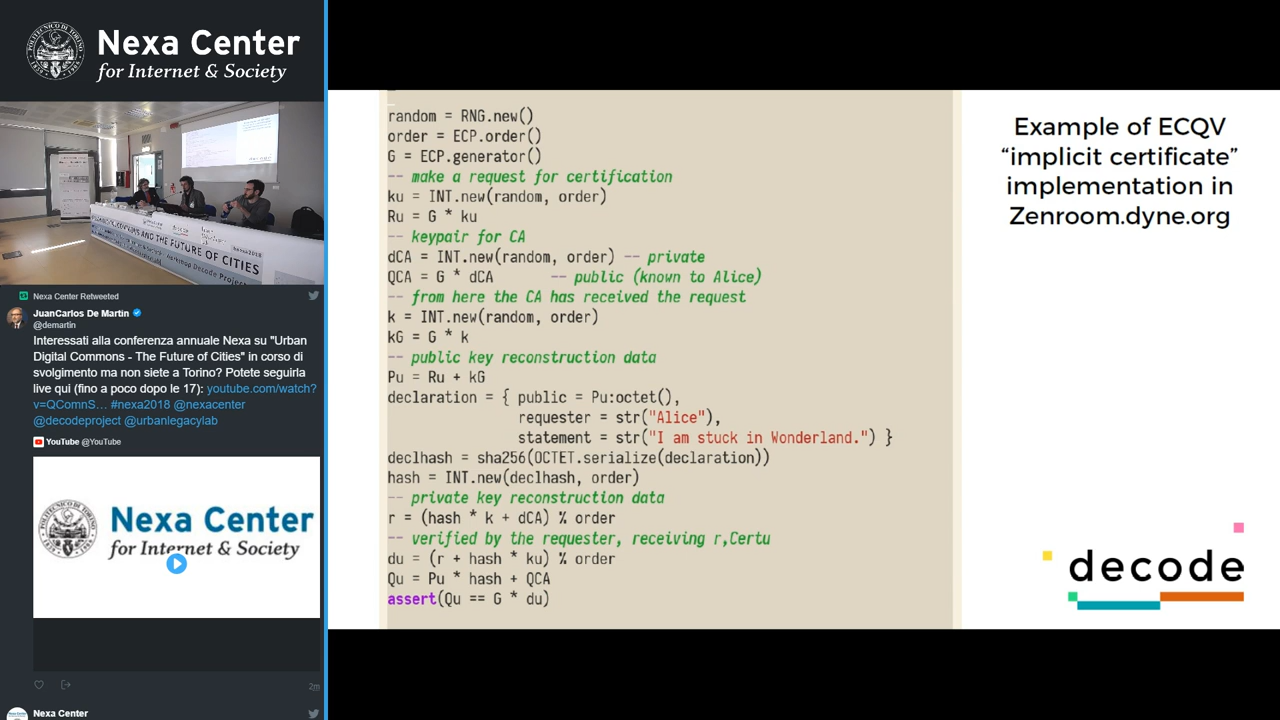 Nexa Center
for Internet & Society
AND THE FUTURE OF CITIES
Nexa Center Retweeted
JuanCarlos De Martin
@demartin
Interessati alla conferenza annuale Nexa su "Urban
Digital Commons - The Future of Cities" in corso di
svolgimento ma non siete a Torino? Potete seguirla
live qui (fino a poco dopo le 17): youtube.com/watch?
v=QComnS… #nexa2018 @nexacenter
@decodeproject @urbanlegacylab
YouTube @YouTube
Nexa Center
for Internet & Society
2m
Nexa Center
random = RNG.new()
order = ECP.order()
G = ECP.generator()
-- make a request for certification
ku = INT.new(random, order)
Ru = G * ku
-- keypair for CA
dCA = INT.new(random, order) -- private
QCA = G * dCA -- public (known to Alice)
-- from here the CA has received the request
k = INT.new(random, order)
kG = G * k
-- public key reconstruction data
Pu = Ru + kG
declaration = { public = Pu:octet(),
requester = str("Alice"),
statement = str("I am stuck in Wonderland.") }
declhash = sha256(OCTET.serialize(declaration))
hash = INT.new(declhash, order)
-- private key reconstruction data
r = (hash * k + dCA) % order
-- verified by the requester, receiving r,Certu
du = (r + hash * ku) % order
Qu = Pu * hash + QCA
assert(Qu == G * du)
Example of ECQV
“implicit certificate”
implementation in
Zenroom.dyne.org
decode